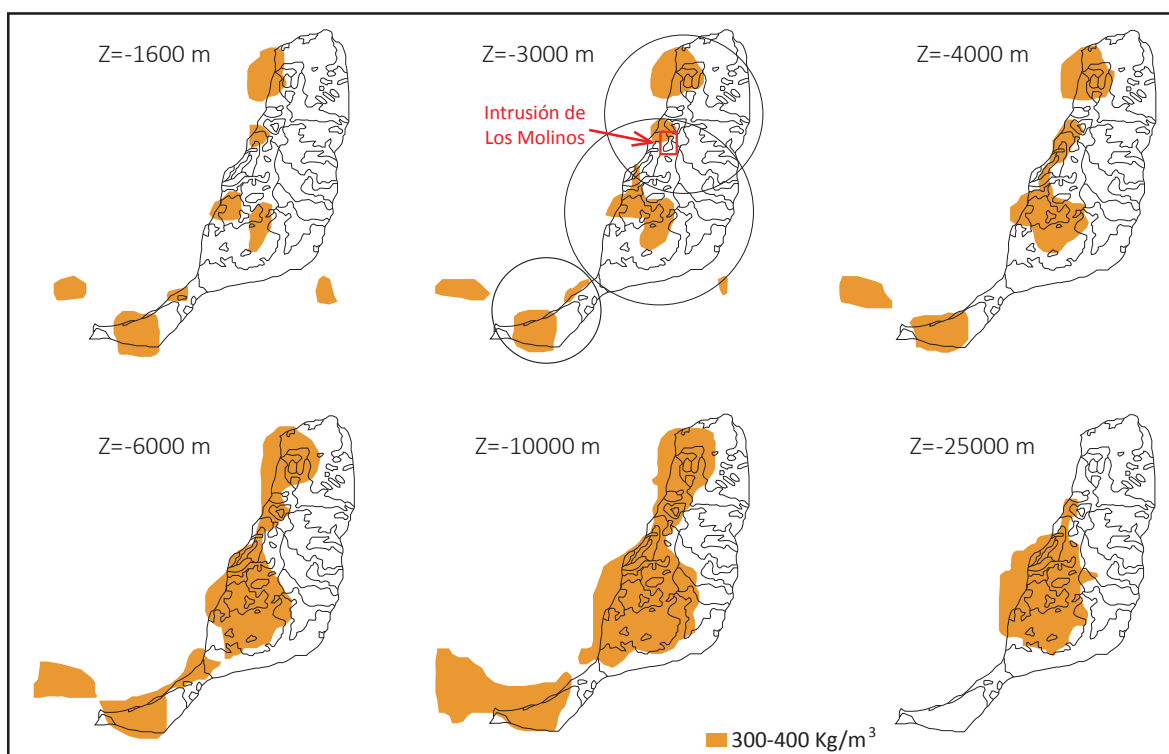 Z=-1600 m
Z=-3000 m
Z=-4000 m
Intrusión de
Los Molinos
Z=-6000 m
Z=-10000 m
Z=-25000 m
300-400 Kg/m³